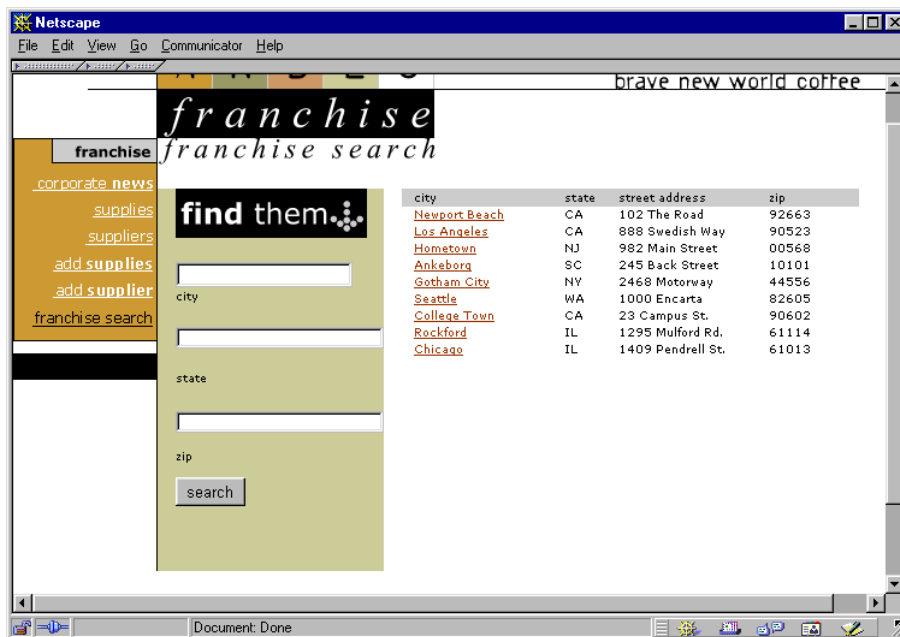 Netscape
File Edit View Go Communicator Help
brave new world coffee
franchise
franchise search
franchise
corporate news
supplies
suppliers
add supplies
add supplier
franchise search
find them
city
state
zip
search
city state street address zip
Newport Beach CA 102 The Road 92663
Los Angeles CA 888 Swedish Way 90523
Hometown NJ 982 Main Street 00568
Ankeborg SC 245 Back Street 10101
Gotham City NY 2468 Motorway 44556
Seattle WA 1000 Encarta 82605
College Town CA 23 Campus St. 90602
Rockford IL 1295 Mulford Rd. 61114
Chicago IL 1409 Pendrell St. 61013
Document: Done